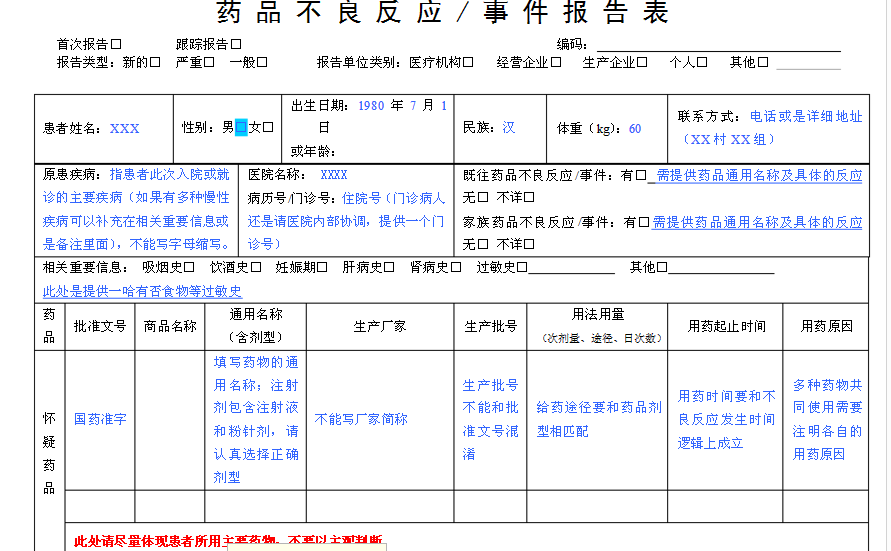 药品不良反应/事件报告表
首次报告□ 跟踪报告□ 编码：
报告类型：新的□ 严重□ 一般□ 报告单位类别：医疗机构□ 经营企业□ 生产企业□ 个人□ 其他□
患者姓名：XXX
性别：男□女□
出生日期：1980 年 7 月 1
日
或年龄：
民族：汉
体重（kg）：60
联系方式：电话或是详细地址
（XX 村 XX 组）
原患疾病：指患者此次入院或就
诊的主要疾病（如果有多种慢性
疾病可以补充在相关重要信息或
是备注里面），不能写字母缩写。
医院名称： XXXX
病历号/门诊号：住院号（门诊病人
还是请医院内部协调，提供一个门
诊号）
既往药品不良反应/事件：有□ 需提供药品通用名称及具体的反应
无□ 不详□
家族药品不良反应/事件：有□需提供药品通用名称及具体的反应
无□ 不详□
相关重要信息： 吸烟史□ 饮酒史□ 妊娠期□ 肝病史□ 肾病史□ 过敏史□ 其他□
此处是提供一哈有否食物等过敏史
药
品
批准文号
商品名称
通用名称
（含剂型）
生产厂家
生产批号
用法用量
（次剂量、途径、日次数）
用药起止时间
用药原因
怀
疑
药
品
国药准字
填写药物的通
用名称；注射
剂包含注射液
和粉针剂，请
认真选择正确
剂型
不能写厂家简称
生产批号
不能和批
准文号混
淆
给药途径要和药品剂
型相匹配
用药时间要和不
良反应发生时间
逻辑上成立
多种药物共
同使用需要
注明各自的
用药原因
此处请尽量体现患者所用主要药物，不要以主观判断